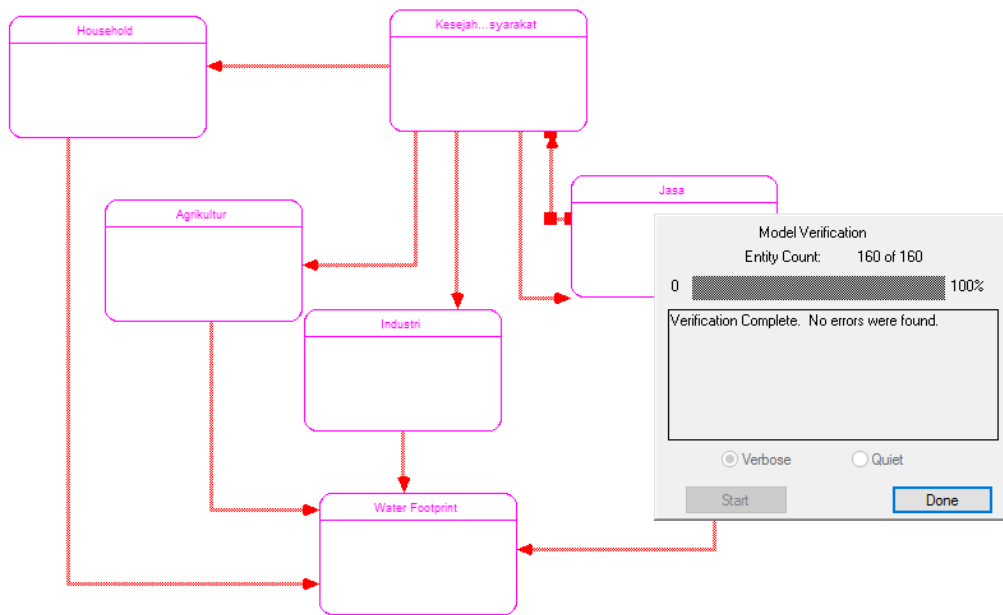 Household
Kesejah...syarakat
Jasa
Agrikultur
Industri
Water Footprint
Model Verification
Entity Count: 160 of 160
0 100%
Verification Complete. No errors were found.
Verbose Quiet
Start Done